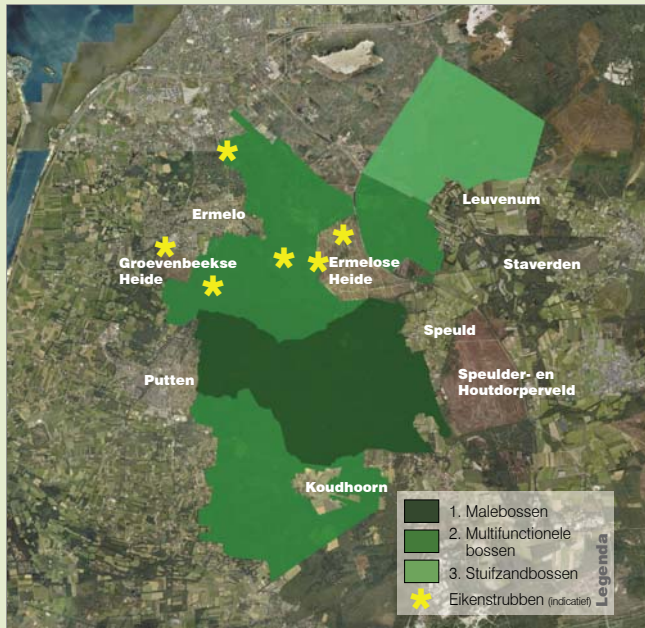 Ermelo
Leuvenum
Groevenbeekse
Heide
Ermelose
Heide
Staverden
Speuld
Putten
Speulder- en
Houtdorperveld
Koudhoorn
Legenda
1. Malebossen
2. Multifunctionele
bossen
3. Stuifzandbossen
Eikenstrubben (indicatief)